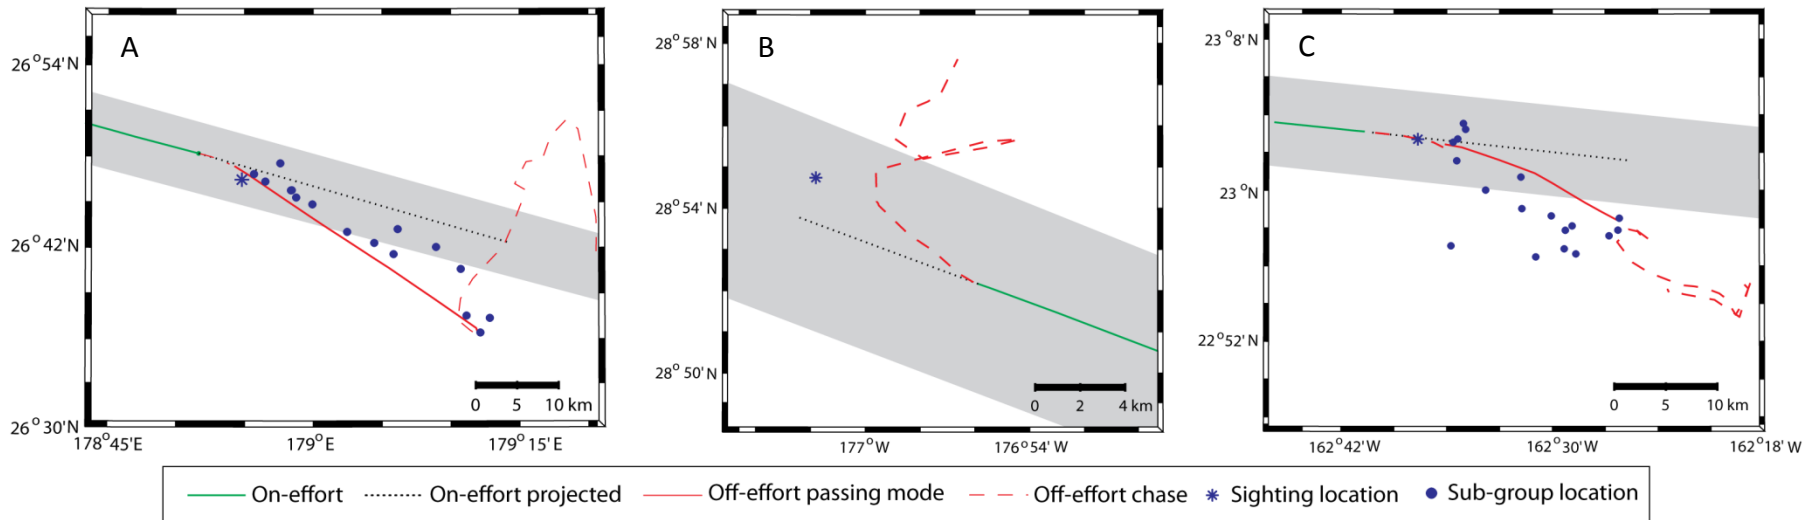 A
26°54'N
26°42'N
26°30'N
178°45'E
179°E
179°15'E
0 5 10 km
B
28°58'N
28°54'N
28°50'N
177°W
176°54'W
0 2 4 km
C
23°8'N
23°N
22°52'N
162°42'W
162°30'W
162°18'W
0 5 10 km
On-effort On-effort projected Off-effort passing mode Off-effort chase Sighting location Sub-group location